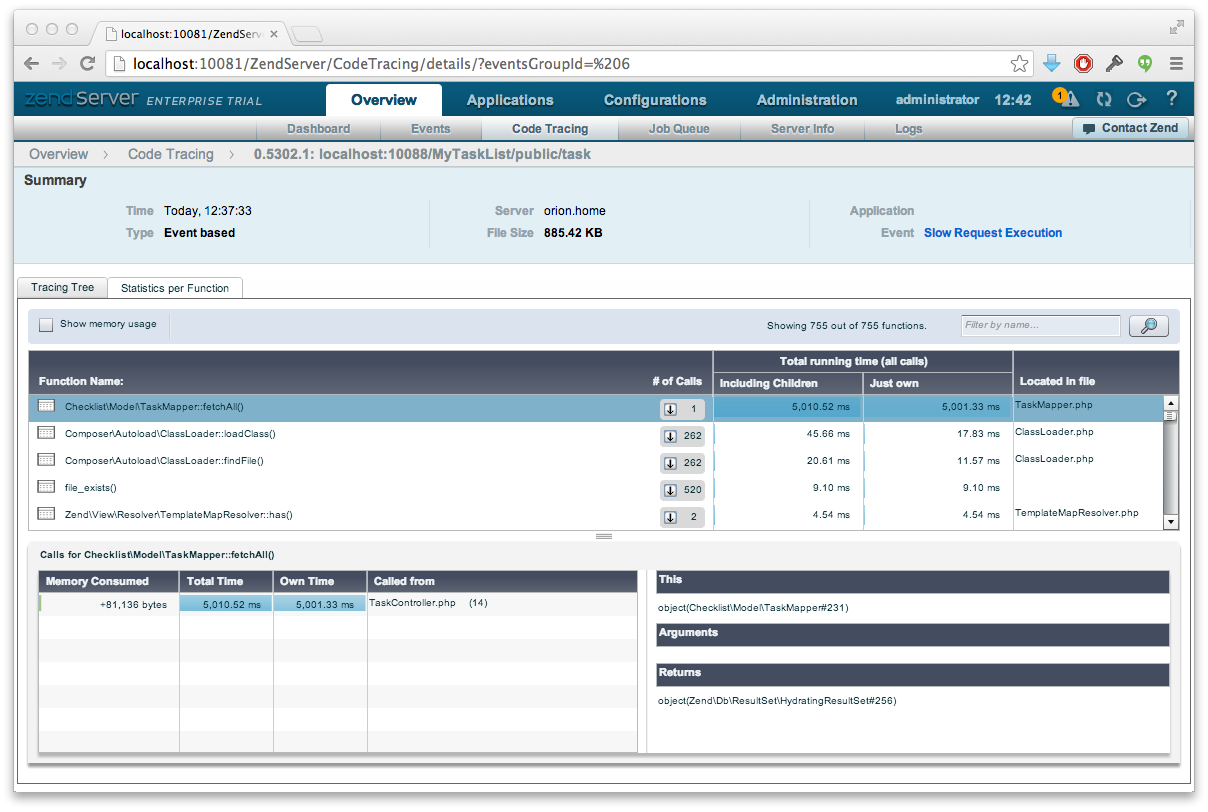 localhost:10081/ZendServ
localhost:10081/ZendServer/CodeTracing/details/?eventsGroupId=%206
zendServer ENTERPRISE TRIAL
Overview Applications Configurations Administration administrator 12:42 1 ?
Dashboard Events Code Tracing Job Queue Server Info Logs Contact Zend
Overview > Code Tracing > 0.5302.1: localhost:10088/MyTaskList/public/task
Summary
Time Today, 12:37:33 Server orion.home Application
Type Event based File Size 885.42 KB Event Slow Request Execution
Tracing Tree Statistics per Function
Show memory usage Showing 755 out of 755 functions. Filter by name...
Total running time (all calls)
Function Name: # of Calls Including Children Just own Located in file
Checklist\Model\TaskMapper::fetchAll() 1 5,010.52 ms 5,001.33 ms TaskMapper.php
Composer\Autoload\ClassLoader::loadClass() 262 45.66 ms 17.83 ms ClassLoader.php
Composer\Autoload\ClassLoader::findFile() 262 20.61 ms 11.57 ms ClassLoader.php
file_exists() 520 9.10 ms 9.10 ms
Zend\View\Resolver\TemplateMapResolver::has() 2 4.54 ms 4.54 ms TemplateMapResolver.php
Calls for Checklist\Model\TaskMapper::fetchAll()
Memory Consumed Total Time Own Time Called from
+81,136 bytes 5,010.52 ms 5,001.33 ms TaskController.php (14)
This
object(Checklist\Model\TaskMapper#231)
Arguments
Returns
object(Zend\Db\ResultSet\HydratingResultSet#256)